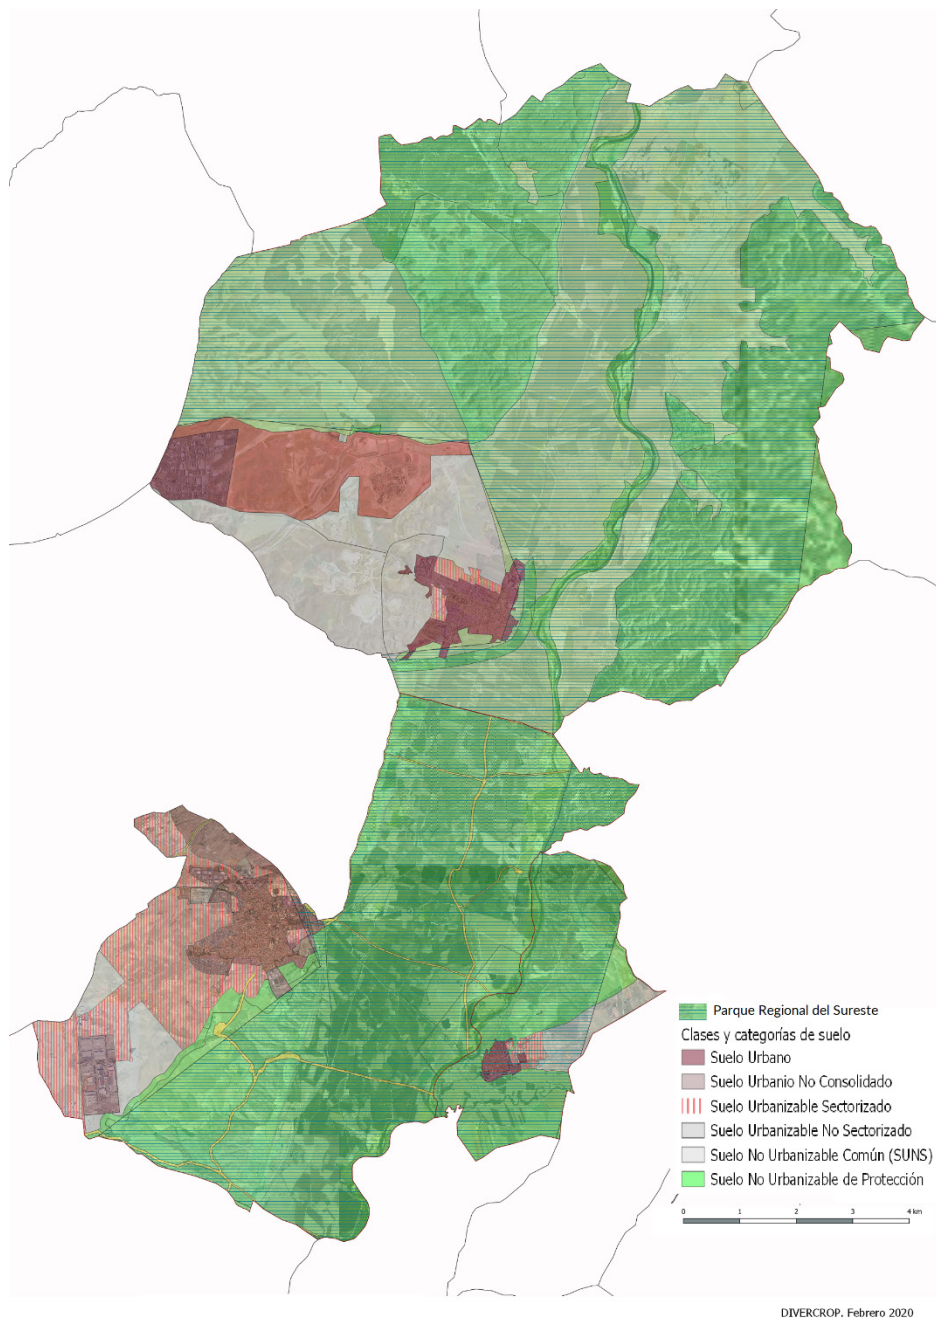 Parque Regional del Sureste
Clases y categorías de suelo
Suelo Urbano
Suelo Urbanio No Consolidado
Suelo Urbanizable Sectorizado
Suelo Urbanizable No Sectorizado
Suelo No Urbanizable Común (SUNS)
Suelo No Urbanizable de Protección
0 1 2 3 4 km
DIVERCROP. Febrero 2020